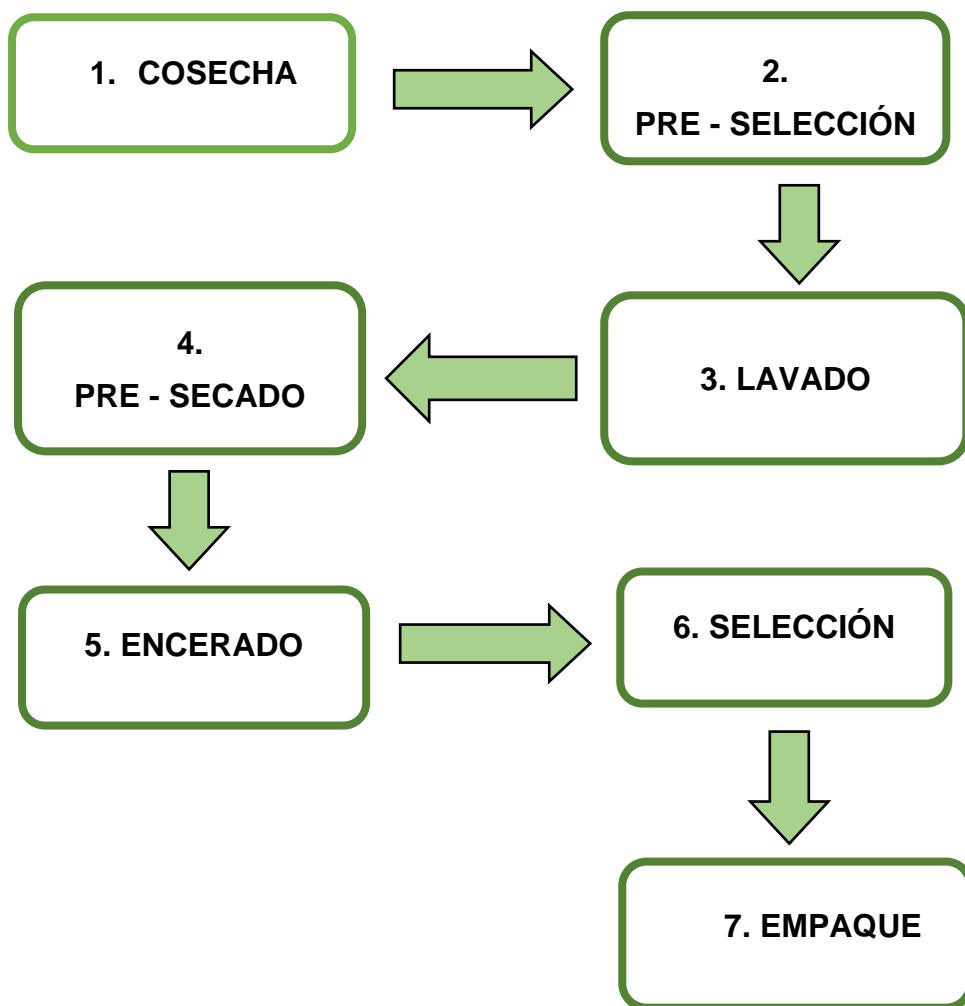 1. COSECHA
2.
PRE - SELECCIÓN
3. LAVADO
4.
PRE - SECADO
5. ENCERADO
6. SELECCIÓN
7. EMPAQUE